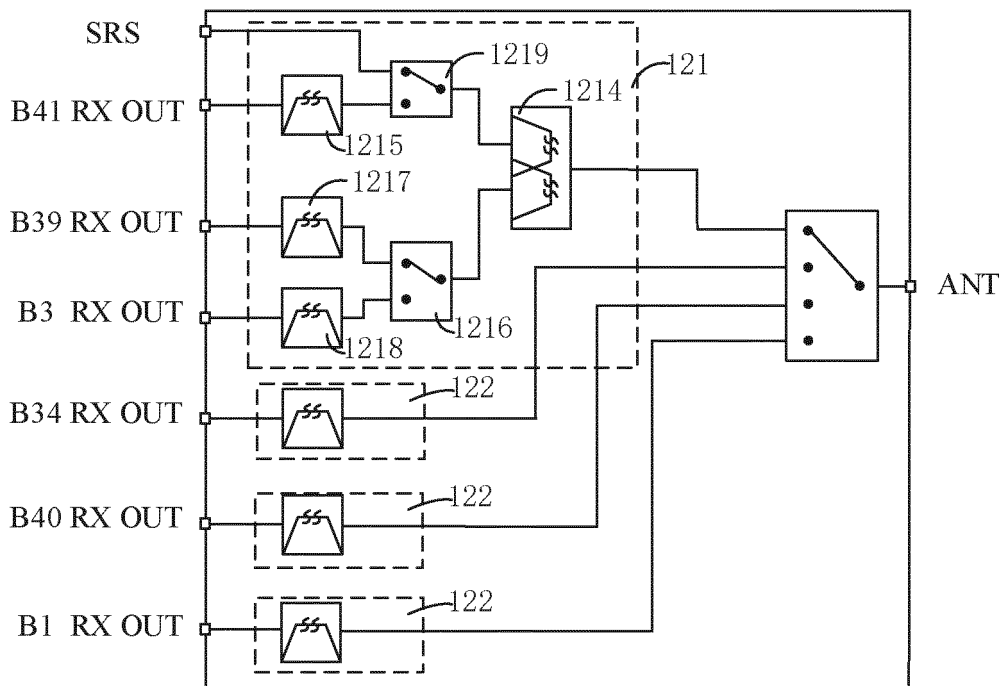 SRS
1219
121
1214
B41 RX OUT
1215
1217
B39 RX OUT
ANT
B3 RX OUT
1216
1218
122
B34 RX OUT
122
B40 RX OUT
122
B1 RX OUT